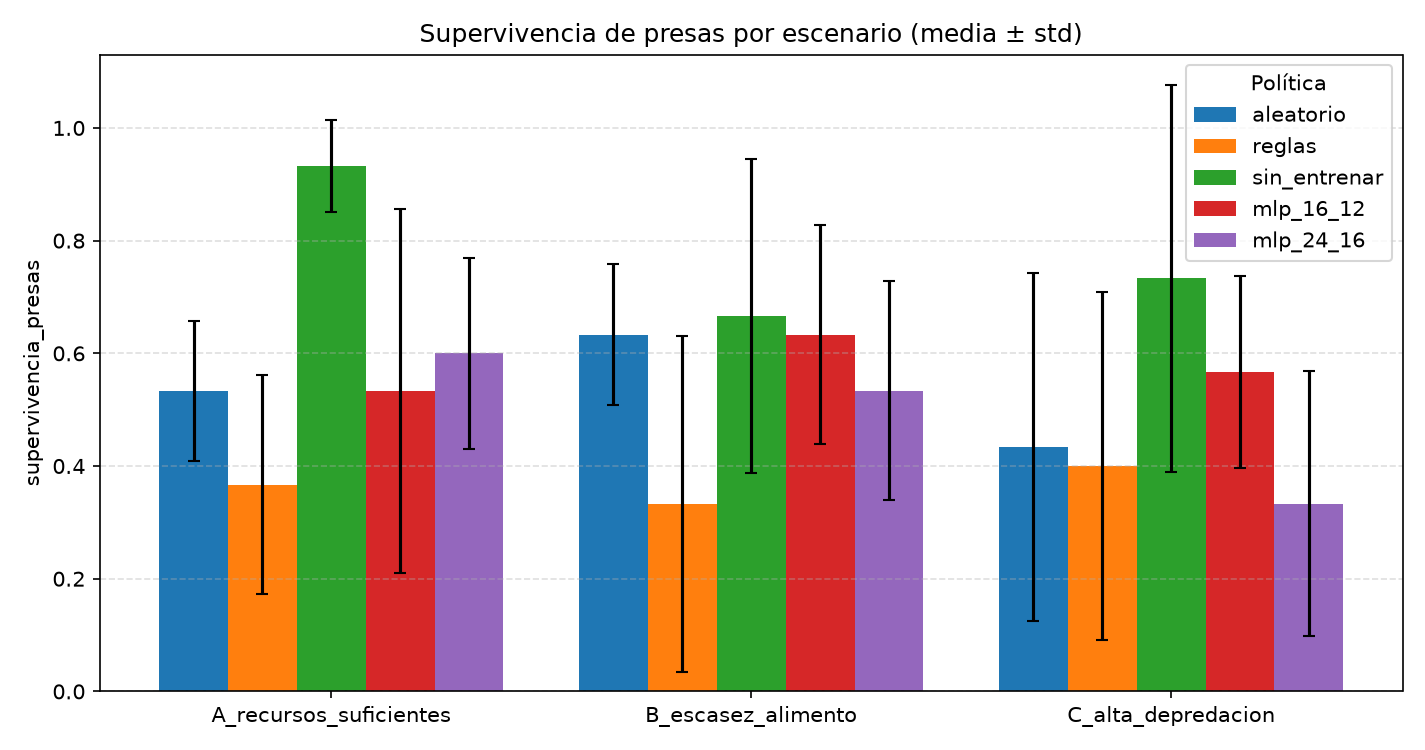 Supervivencia de presas por escenario (media ± std)
Política
aleatorio
reglas
sin_entrenar
mlp_16_12
mlp_24_16
supervivencia_presas
1.0
0.8
0.6
0.4
0.2
0.0
A_recursos_suficientes
B_escasez_alimento
C_alta_depredacion